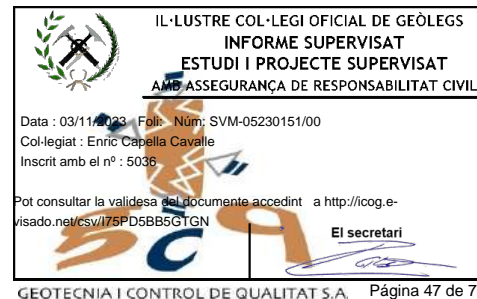 IL·LUSTRE COL·LEGI OFICIAL DE GEÒLEGS
INFORME SUPERVISAT
ESTUDI I PROJECTE SUPERVISAT
AMB ASSEGURANÇA DE RESPONSABILITAT CIVIL
Data : 03/11/2023 Foli: Núm: SVM-05230151/00
Col·legiat : Enric Capella Cavalle
Inscrit amb el nº : 5036
Pot consultar la validesa del documente accedint a http://icog.e-
visado.net/csv/I75PD5BB5GTGN
El secretari
GEOTECNIA I CONTROL DE QUALITAT S.A. Página 47 de 7